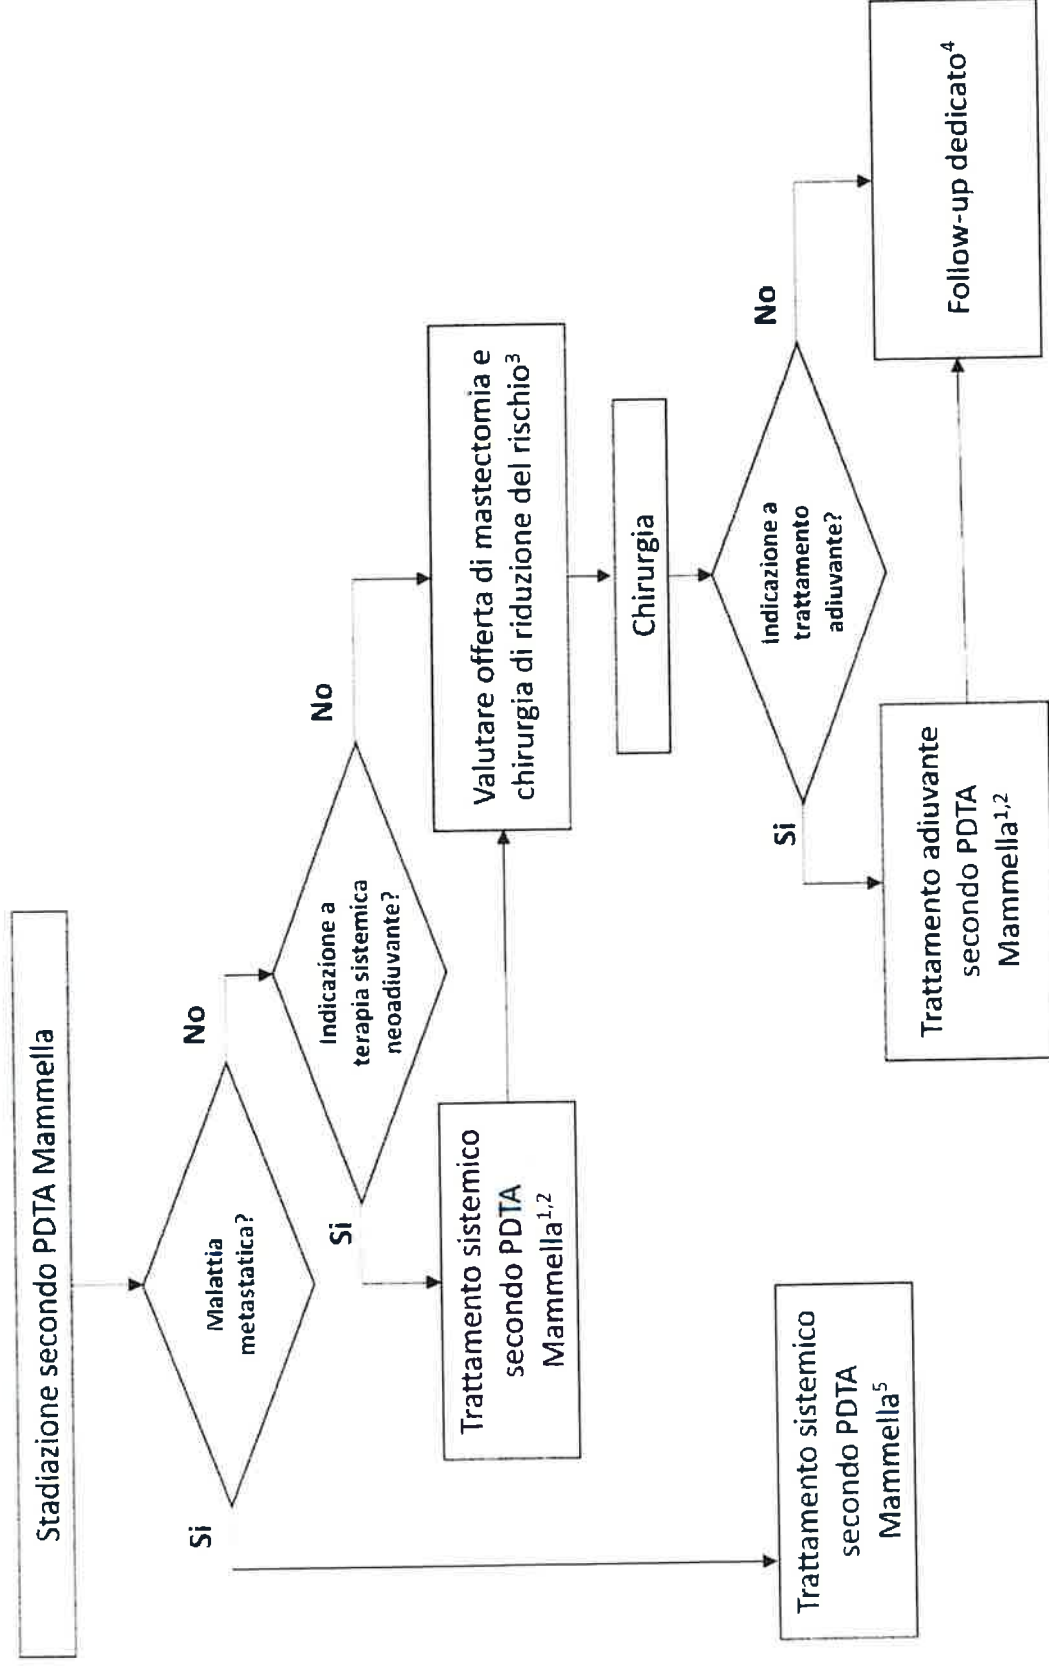 Stadiazione secondo PDTA Mammella
Malattia
metastatica?
Si
No
Indicazione a
terapia sistemica
neoadiuvante?
Si
No
Trattamento sistemico
secondo PDTA
Mammella1,2
Valutare offerta di mastectomia e
chirurgia di riduzione del rischio3
Chirurgia
Indicazione a
trattamento
adiuvante?
Si
No
Trattamento sistemico
secondo PDTA
Mammella5
Trattamento adiuvante
secondo PDTA
Mammella1,2
Follow-up dedicato4